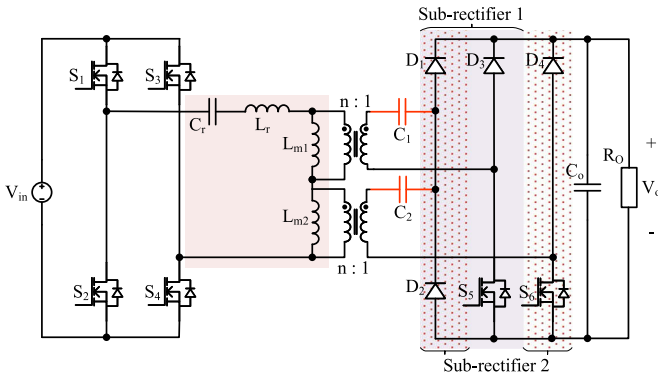 Sub-rectifier 1
S₁
S₃
D₁
D₃
D₄
n : 1
Cᵣ
Lᵣ
C₁
Lₘ₁
Vᵢₙ
Rₒ
+
Cₒ
Vₒ
C₂
Lₘ₂
-
n : 1
S₂
S₄
D₂
S₅
S₆
Sub-rectifier 2